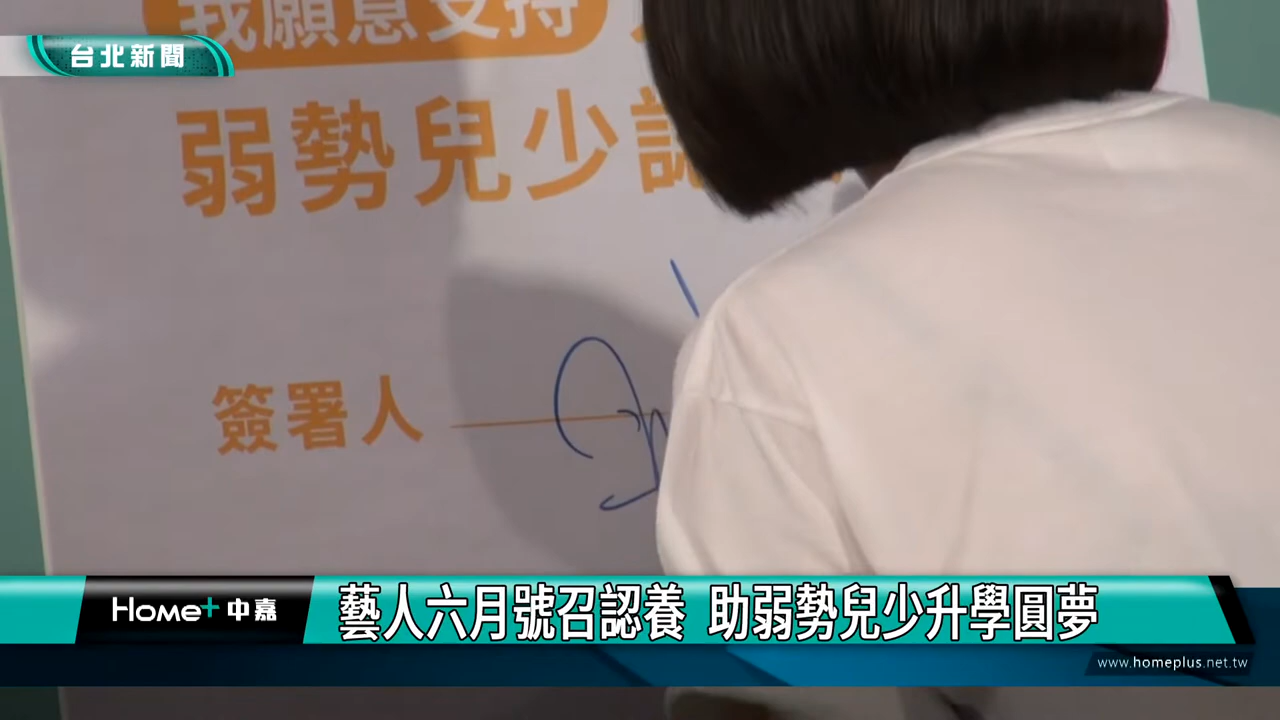 我願意支持
台北新聞
弱勢兒少認
簽署人
Home+中嘉
藝人六月號召認養 助弱勢兒少升學圓夢
www.homeplus.net.tw